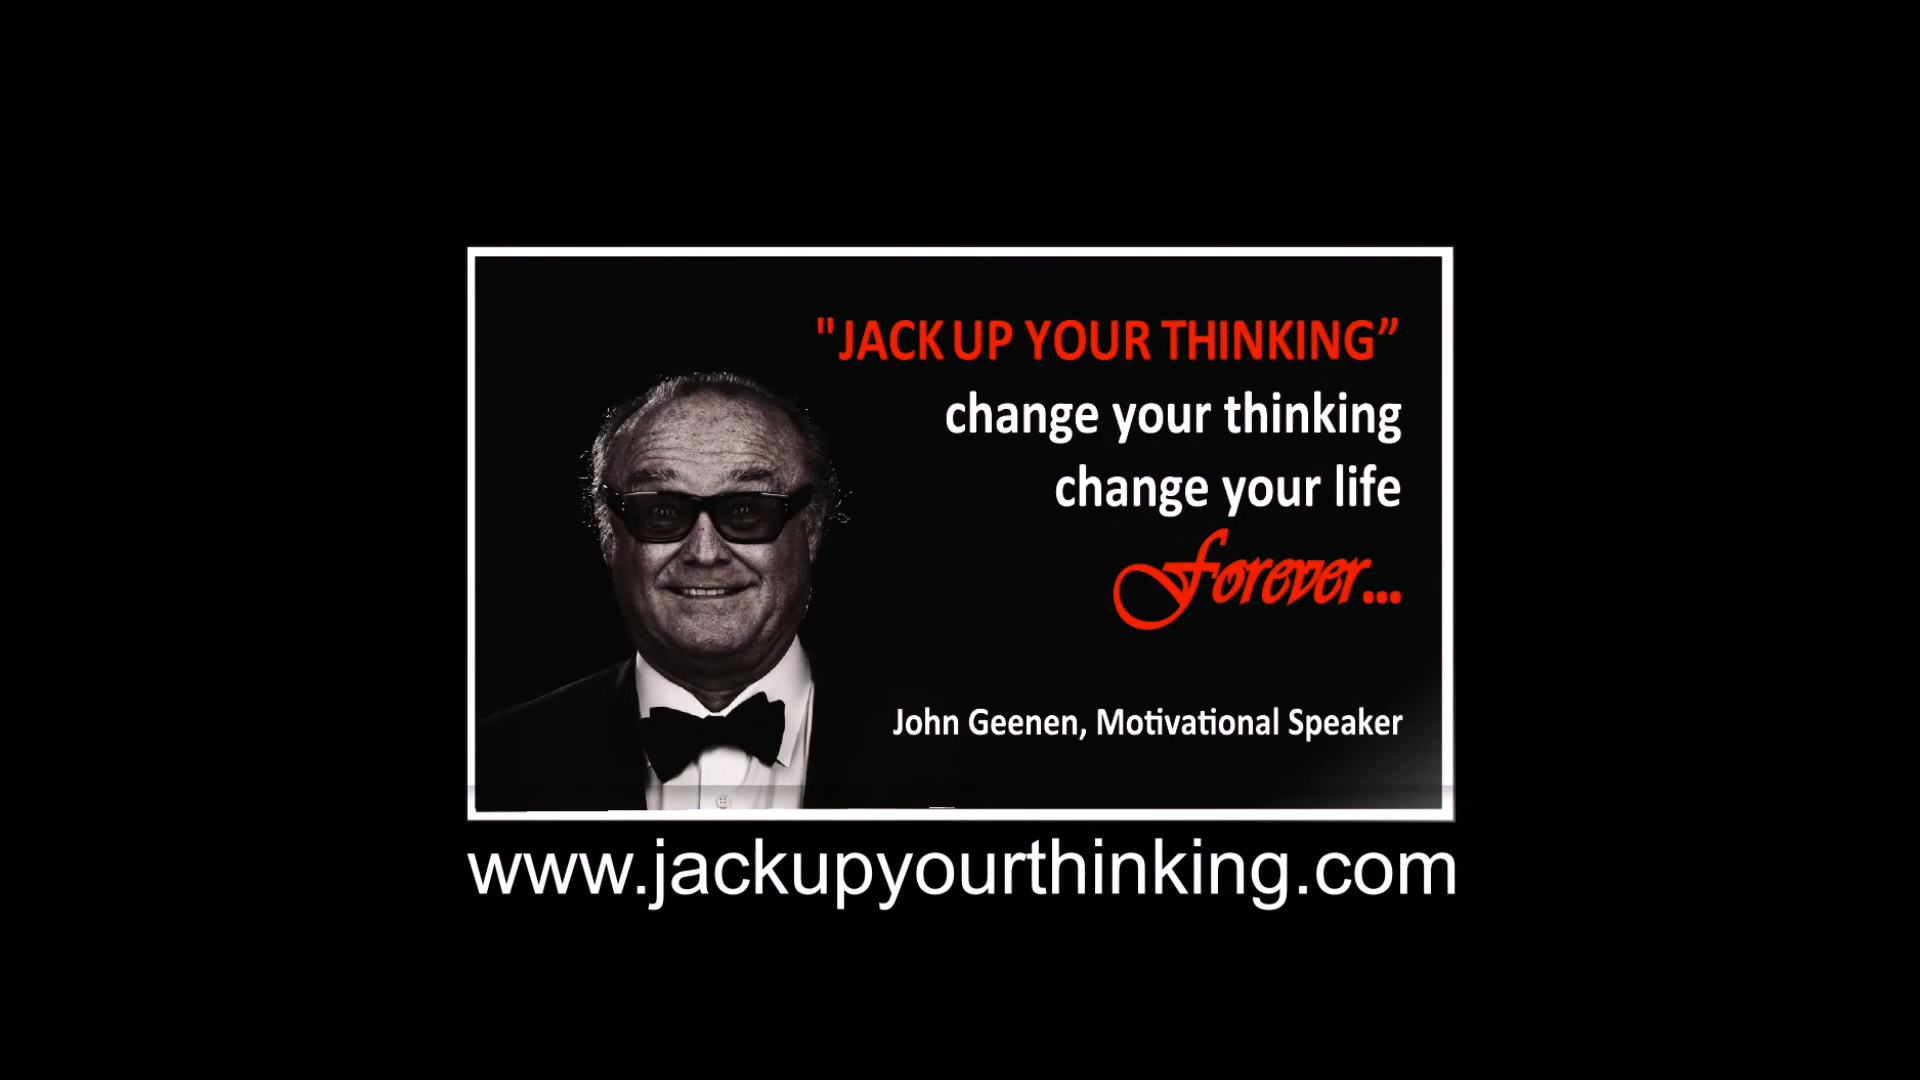 "JACK UP YOUR THINKING”
change your thinking
change your life
Forever...
John Geenen, Motivational Speaker
www.jackupyourthinking.com